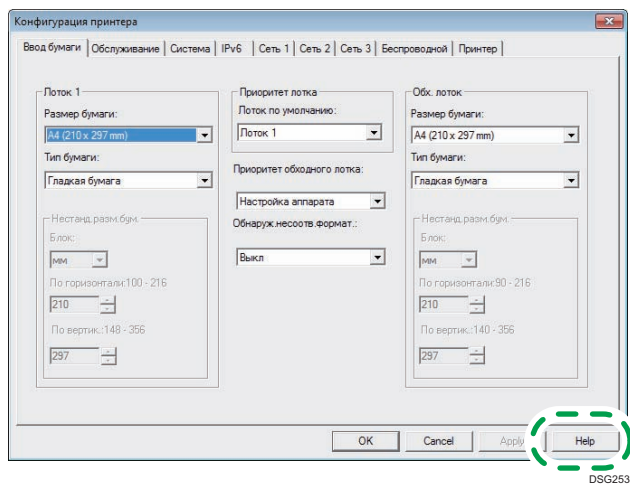 Конфигурация принтера
Ввод бумаги Обслуживание Система IPv6 Сеть 1 Сеть 2 Сеть 3 Беспроводной Принтер
Лоток 1
Размер бумаги:
A4 (210 x 297 mm)
Тип бумаги:
Гладкая бумага
Нестанд.разм.бум.
Блок:
мм
По горизонтали:100 - 216
210
По вертик.:148 - 356
297
Приоритет лотка
Лоток по умолчанию:
Лоток 1
Приоритет обходного лотка:
Настройка аппарата
Обнаруж.несоотв.формат.:
Выкл
Обх. лоток
Размер бумаги:
A4 (210 x 297 mm)
Тип бумаги:
Гладкая бумага
Нестанд.разм.бум.
Блок:
мм
По горизонтали:90 - 216
210
По вертик.:140 - 356
297
OK Cancel Apply Help
DSG253